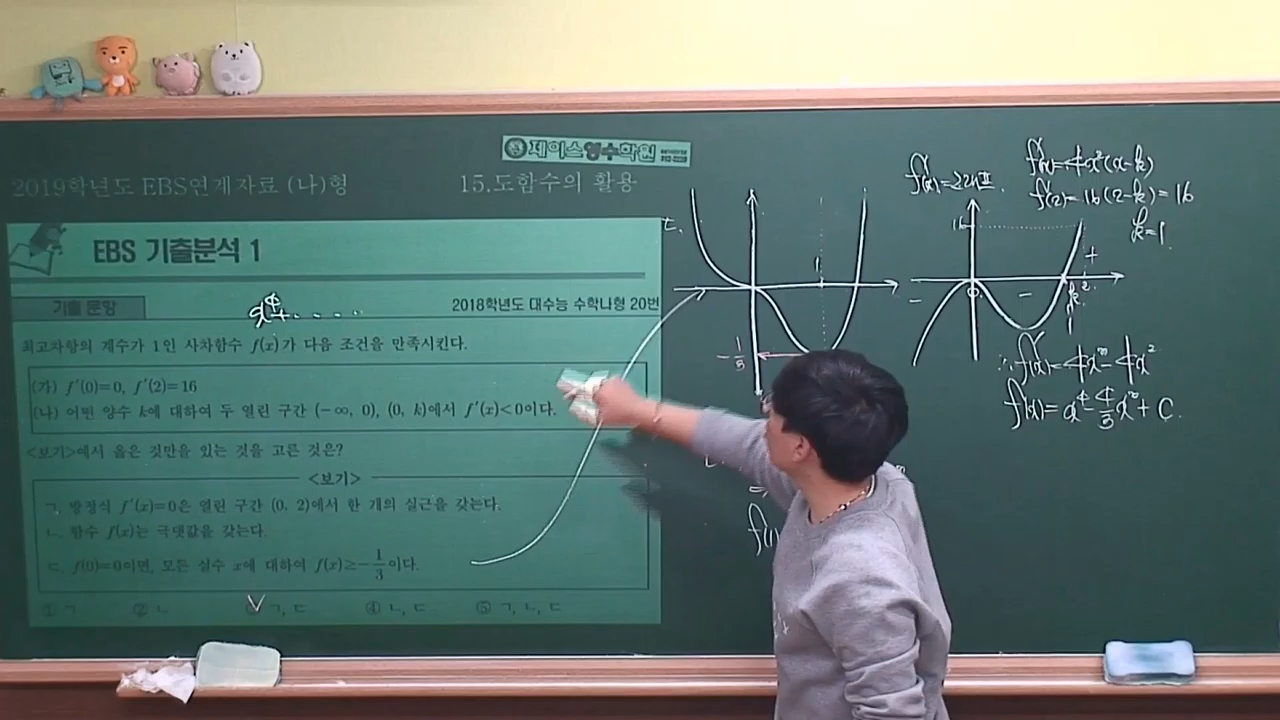 제이스영수학원
2019학년도 EBS연계자료 (나)형
15.도함수의 활용
EBS 기출분석 1
기출 문항
x⁴+.....
2018학년도 대수능 수학나형 20번
최고차항의 계수가 1인 사차함수 f(x)가 다음 조건을 만족시킨다.
(가) f′(0)=0, f′(2)=16
(나) 어떤 양수 k에 대하여 두 열린 구간 (−∞, 0), (0, k)에서 f′(x)<0이다.
<보기>에서 옳은 것만을 있는 것을 고른 것은?
<보기>
ㄱ. 방정식 f′(x)=0은 열린 구간 (0, 2)에서 한 개의 실근을 갖는다.
ㄴ. 함수 f(x)는 극댓값을 갖는다.
ㄷ. f(0)=0이면, 모든 실수 x에 대하여 f(x)≥−1/3이다.
① ㄱ ② ㄴ ③ ㄱ, ㄷ ④ ㄴ, ㄷ ⑤ ㄱ, ㄴ, ㄷ
ㄷ.
1
−1/3
f(1)
f′(x)=4x²(x−k)
f′(2)=16(2−k)=16
k=1
16
0
k 2
1
+
−
−
∴ f′(x)=4x³−4x²
f(x)=x⁴−4/3x³+C.